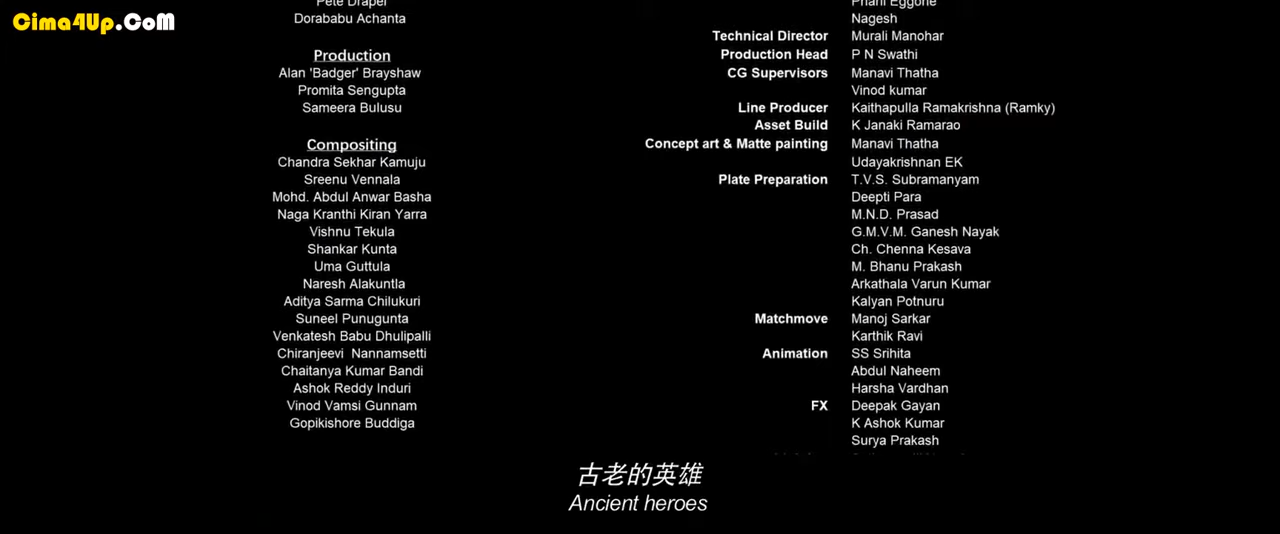 Cima4Up.CoM
Pete Draper
Dorababu Achanta
Production
Alan 'Badger' Brayshaw
Promita Sengupta
Sameera Bulusu
Compositing
Chandra Sekhar Kamuju
Sreenu Vennala
Mohd. Abdul Anwar Basha
Naga Kranthi Kiran Yarra
Vishnu Tekula
Shankar Kunta
Uma Guttula
Naresh Alakuntla
Aditya Sarma Chilukuri
Suneel Punugunta
Venkatesh Babu Dhulipalli
Chiranjeevi Nannamsetti
Chaitanya Kumar Bandi
Ashok Reddy Induri
Vinod Vamsi Gunnam
Gopikishore Buddiga
Phani Eggone
Nagesh
Technical Director Murali Manohar
Production Head P N Swathi
CG Supervisors Manavi Thatha
Vinod kumar
Line Producer Kaithapulla Ramakrishna (Ramky)
Asset Build K Janaki Ramarao
Concept art & Matte painting Manavi Thatha
Udayakrishnan EK
Plate Preparation T.V.S. Subramanyam
Deepti Para
M.N.D. Prasad
G.M.V.M. Ganesh Nayak
Ch. Chenna Kesava
M. Bhanu Prakash
Arkathala Varun Kumar
Kalyan Potnuru
Matchmove Manoj Sarkar
Karthik Ravi
Animation SS Srihita
Abdul Naheem
Harsha Vardhan
FX Deepak Gayan
K Ashok Kumar
Surya Prakash
古老的英雄
Ancient heroes